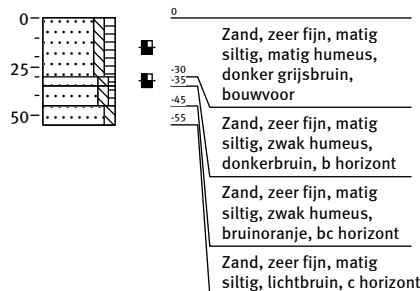 0
25
50
0
-30
-35
-45
-55
Zand, zeer fijn, matig
siltig, matig humeus,
donker grijsbruin,
bouwvoor
Zand, zeer fijn, matig
siltig, zwak humeus,
donkerbruin, b horizont
Zand, zeer fijn, matig
siltig, zwak humeus,
bruinoranje, bc horizont
Zand, zeer fijn, matig
siltig, lichtbruin, c horizont